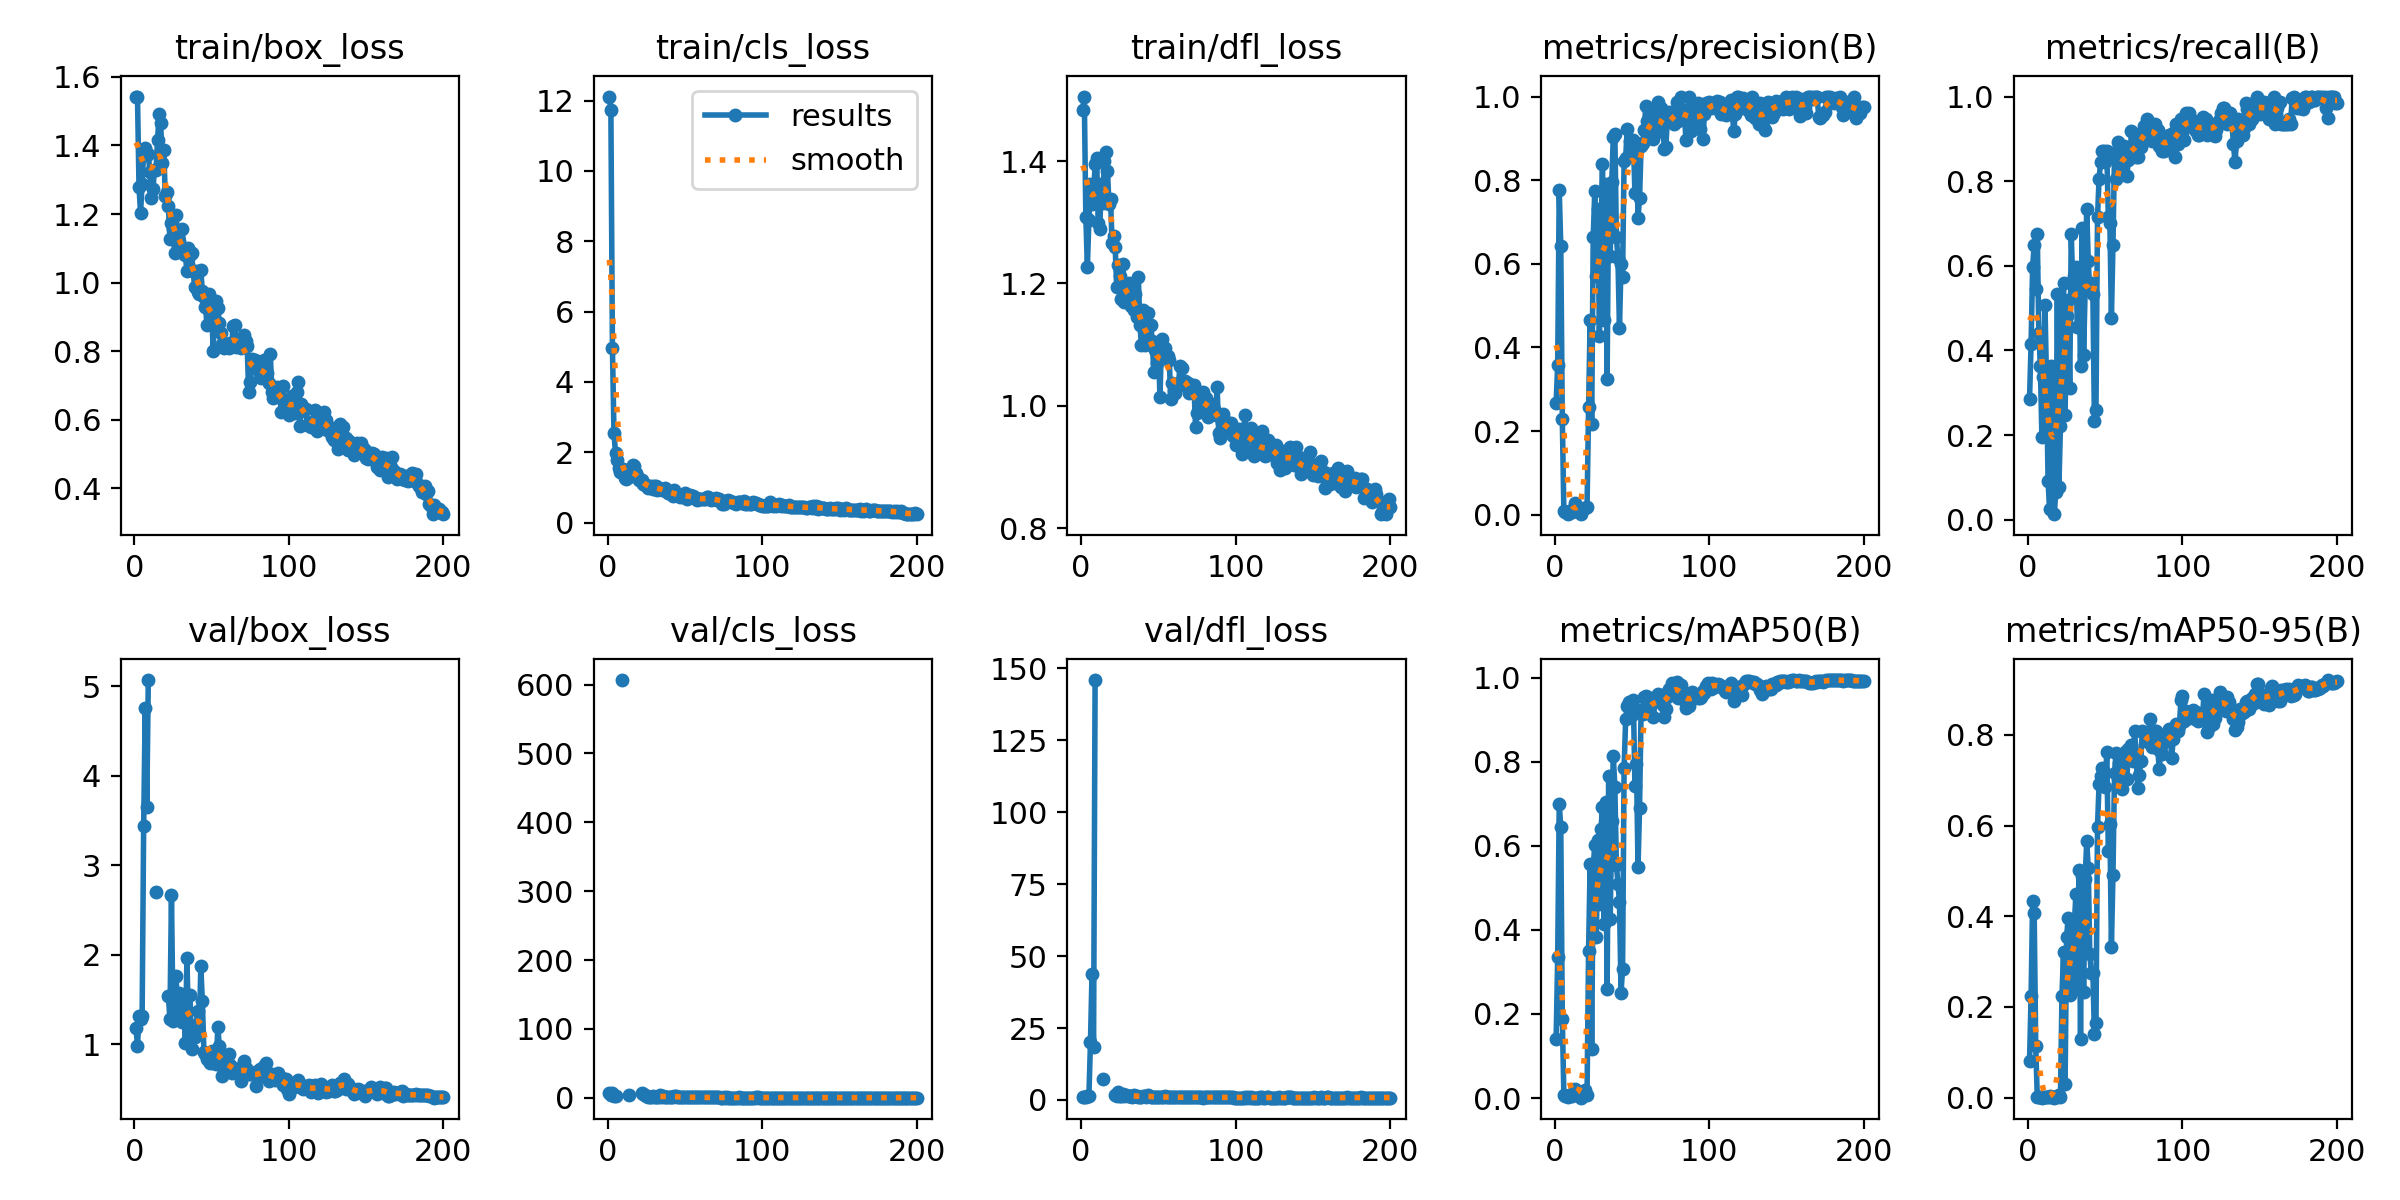 train/box_loss
1.6
1.4
1.2
1.0
0.8
0.6
0.4
0 100 200
train/cls_loss
12
10
8
6
4
2
0
results
smooth
0 100 200
train/dfl_loss
1.4
1.2
1.0
0.8
0 100 200
metrics/precision(B)
1.0
0.8
0.6
0.4
0.2
0.0
0 100 200
metrics/recall(B)
1.0
0.8
0.6
0.4
0.2
0.0
0 100 200
val/box_loss
5
4
3
2
1
0 100 200
val/cls_loss
600
500
400
300
200
100
0
0 100 200
val/dfl_loss
150
125
100
75
50
25
0
0 100 200
metrics/mAP50(B)
1.0
0.8
0.6
0.4
0.2
0.0
0 100 200
metrics/mAP50-95(B)
0.8
0.6
0.4
0.2
0.0
0 100 200